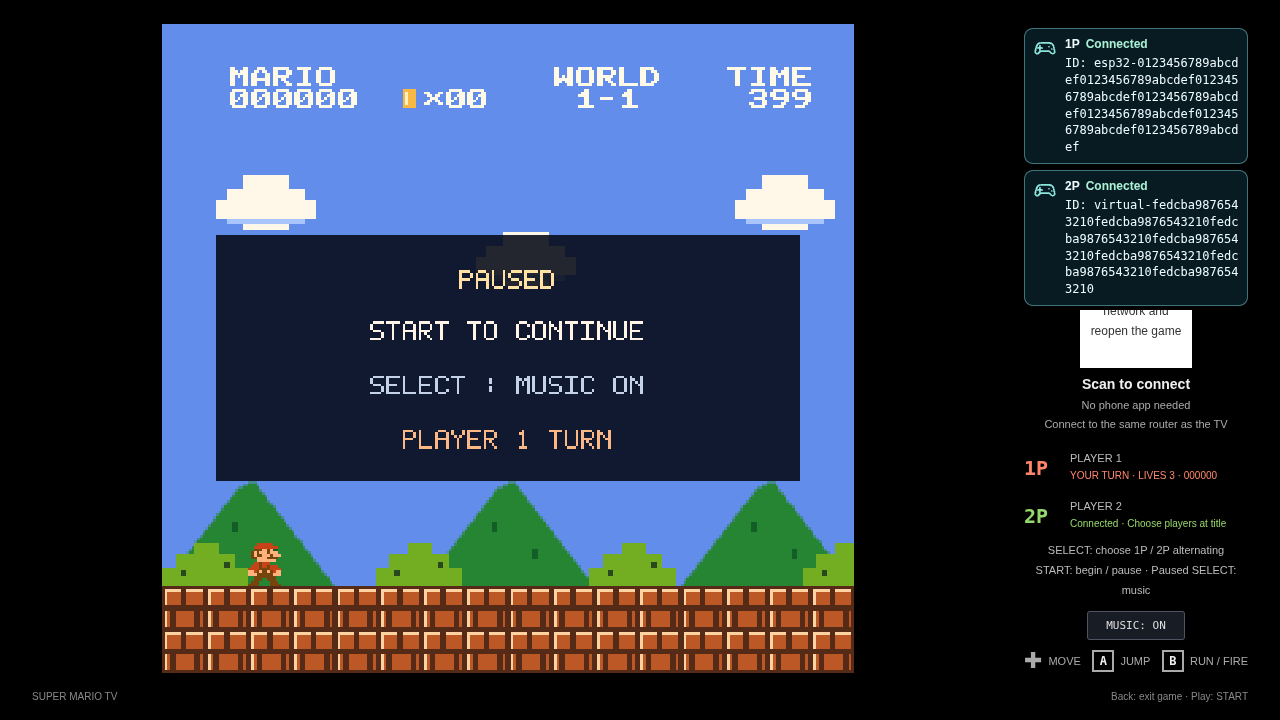 MARIO
000000
x00
WORLD
1-1
TIME
399
PAUSED
START TO CONTINUE
SELECT : MUSIC ON
PLAYER 1 TURN
1P Connected
ID: esp32-0123456789abcd
ef0123456789abcdef012345
6789abcdef0123456789abcd
ef0123456789abcdef012345
6789abcdef0123456789abcd
ef
2P Connected
ID: virtual-fedcba987654
3210fedcba9876543210fedc
ba9876543210fedcba987654
3210fedcba9876543210fedc
ba9876543210fedcba987654
3210
network and
reopen the game
Scan to connect
No phone app needed
Connect to the same router as the TV
1P
PLAYER 1
YOUR TURN · LIVES 3 · 000000
2P
PLAYER 2
Connected · Choose players at title
SELECT: choose 1P / 2P alternating
START: begin / pause · Paused SELECT:
music
MUSIC: ON
MOVE A JUMP B RUN / FIRE
SUPER MARIO TV
Back: exit game · Play: START